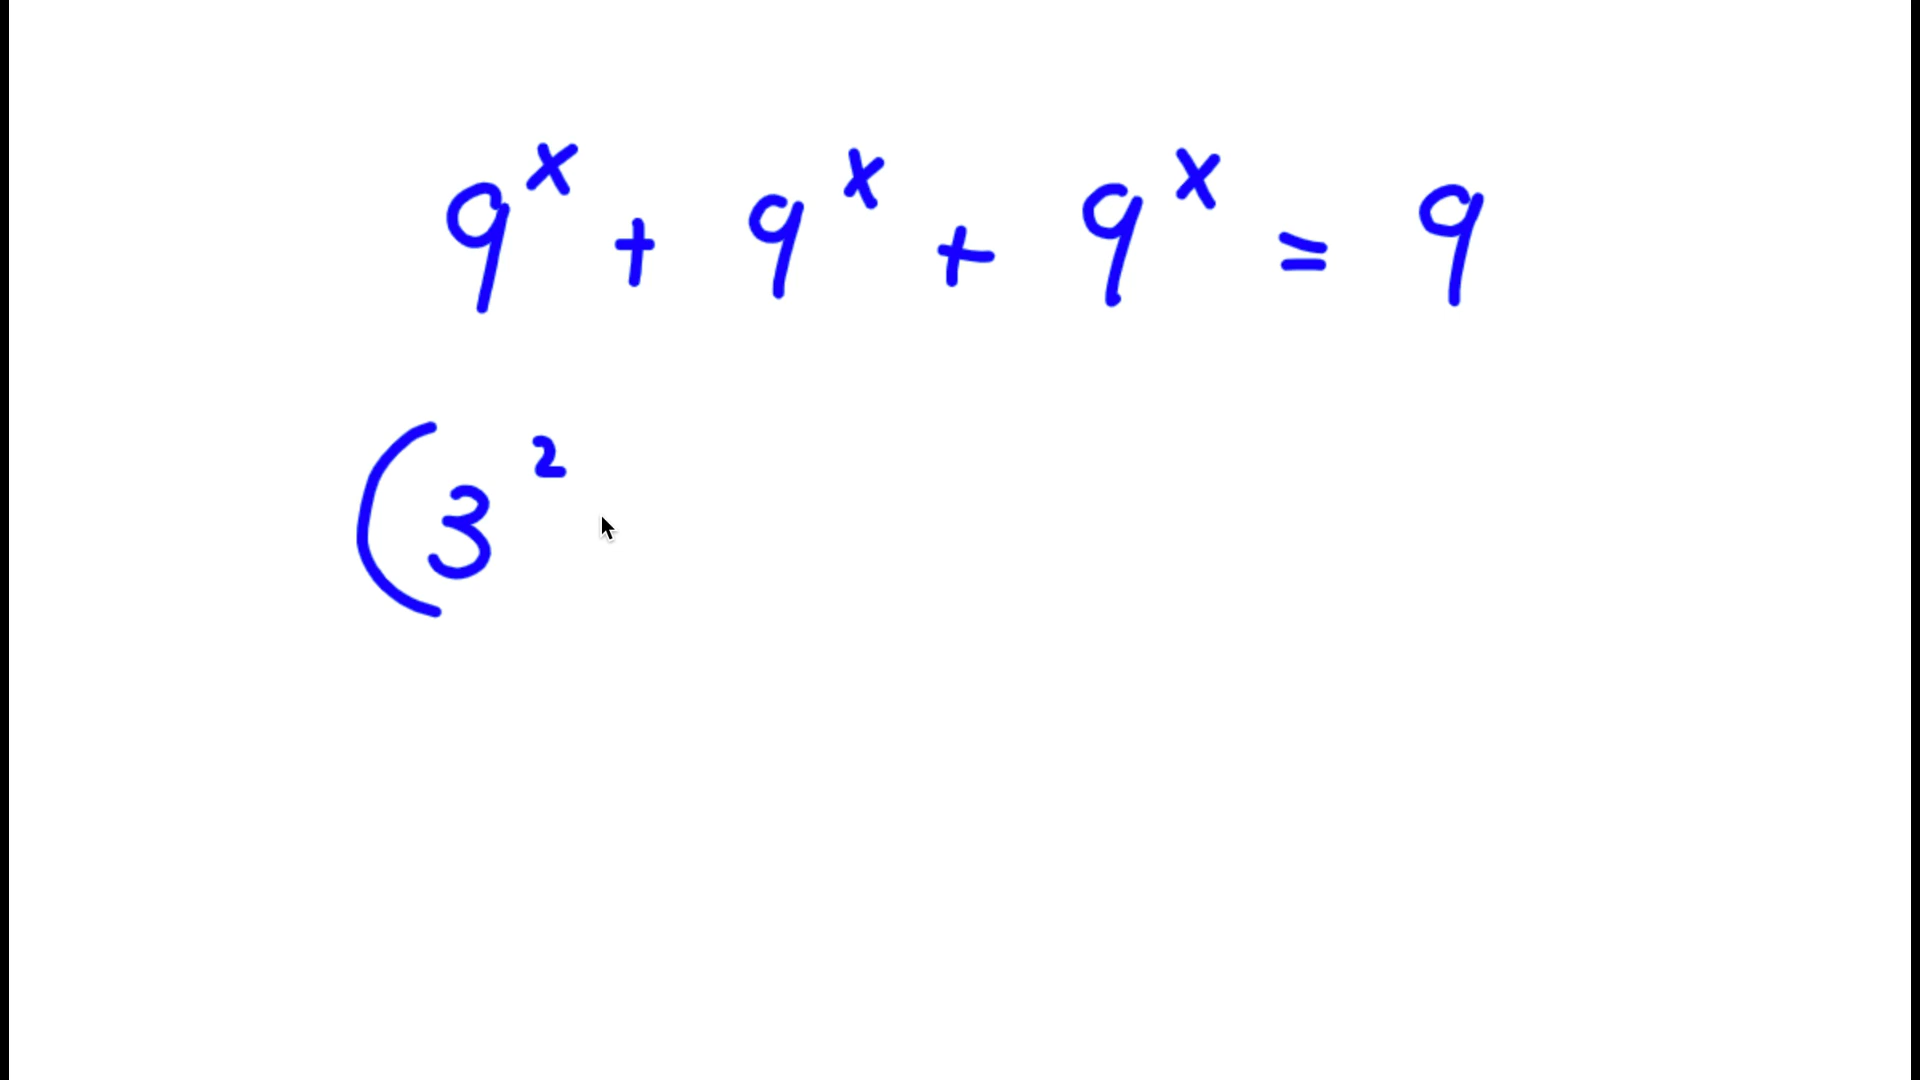 9^x + 9^x + 9^x = 9
(3^2